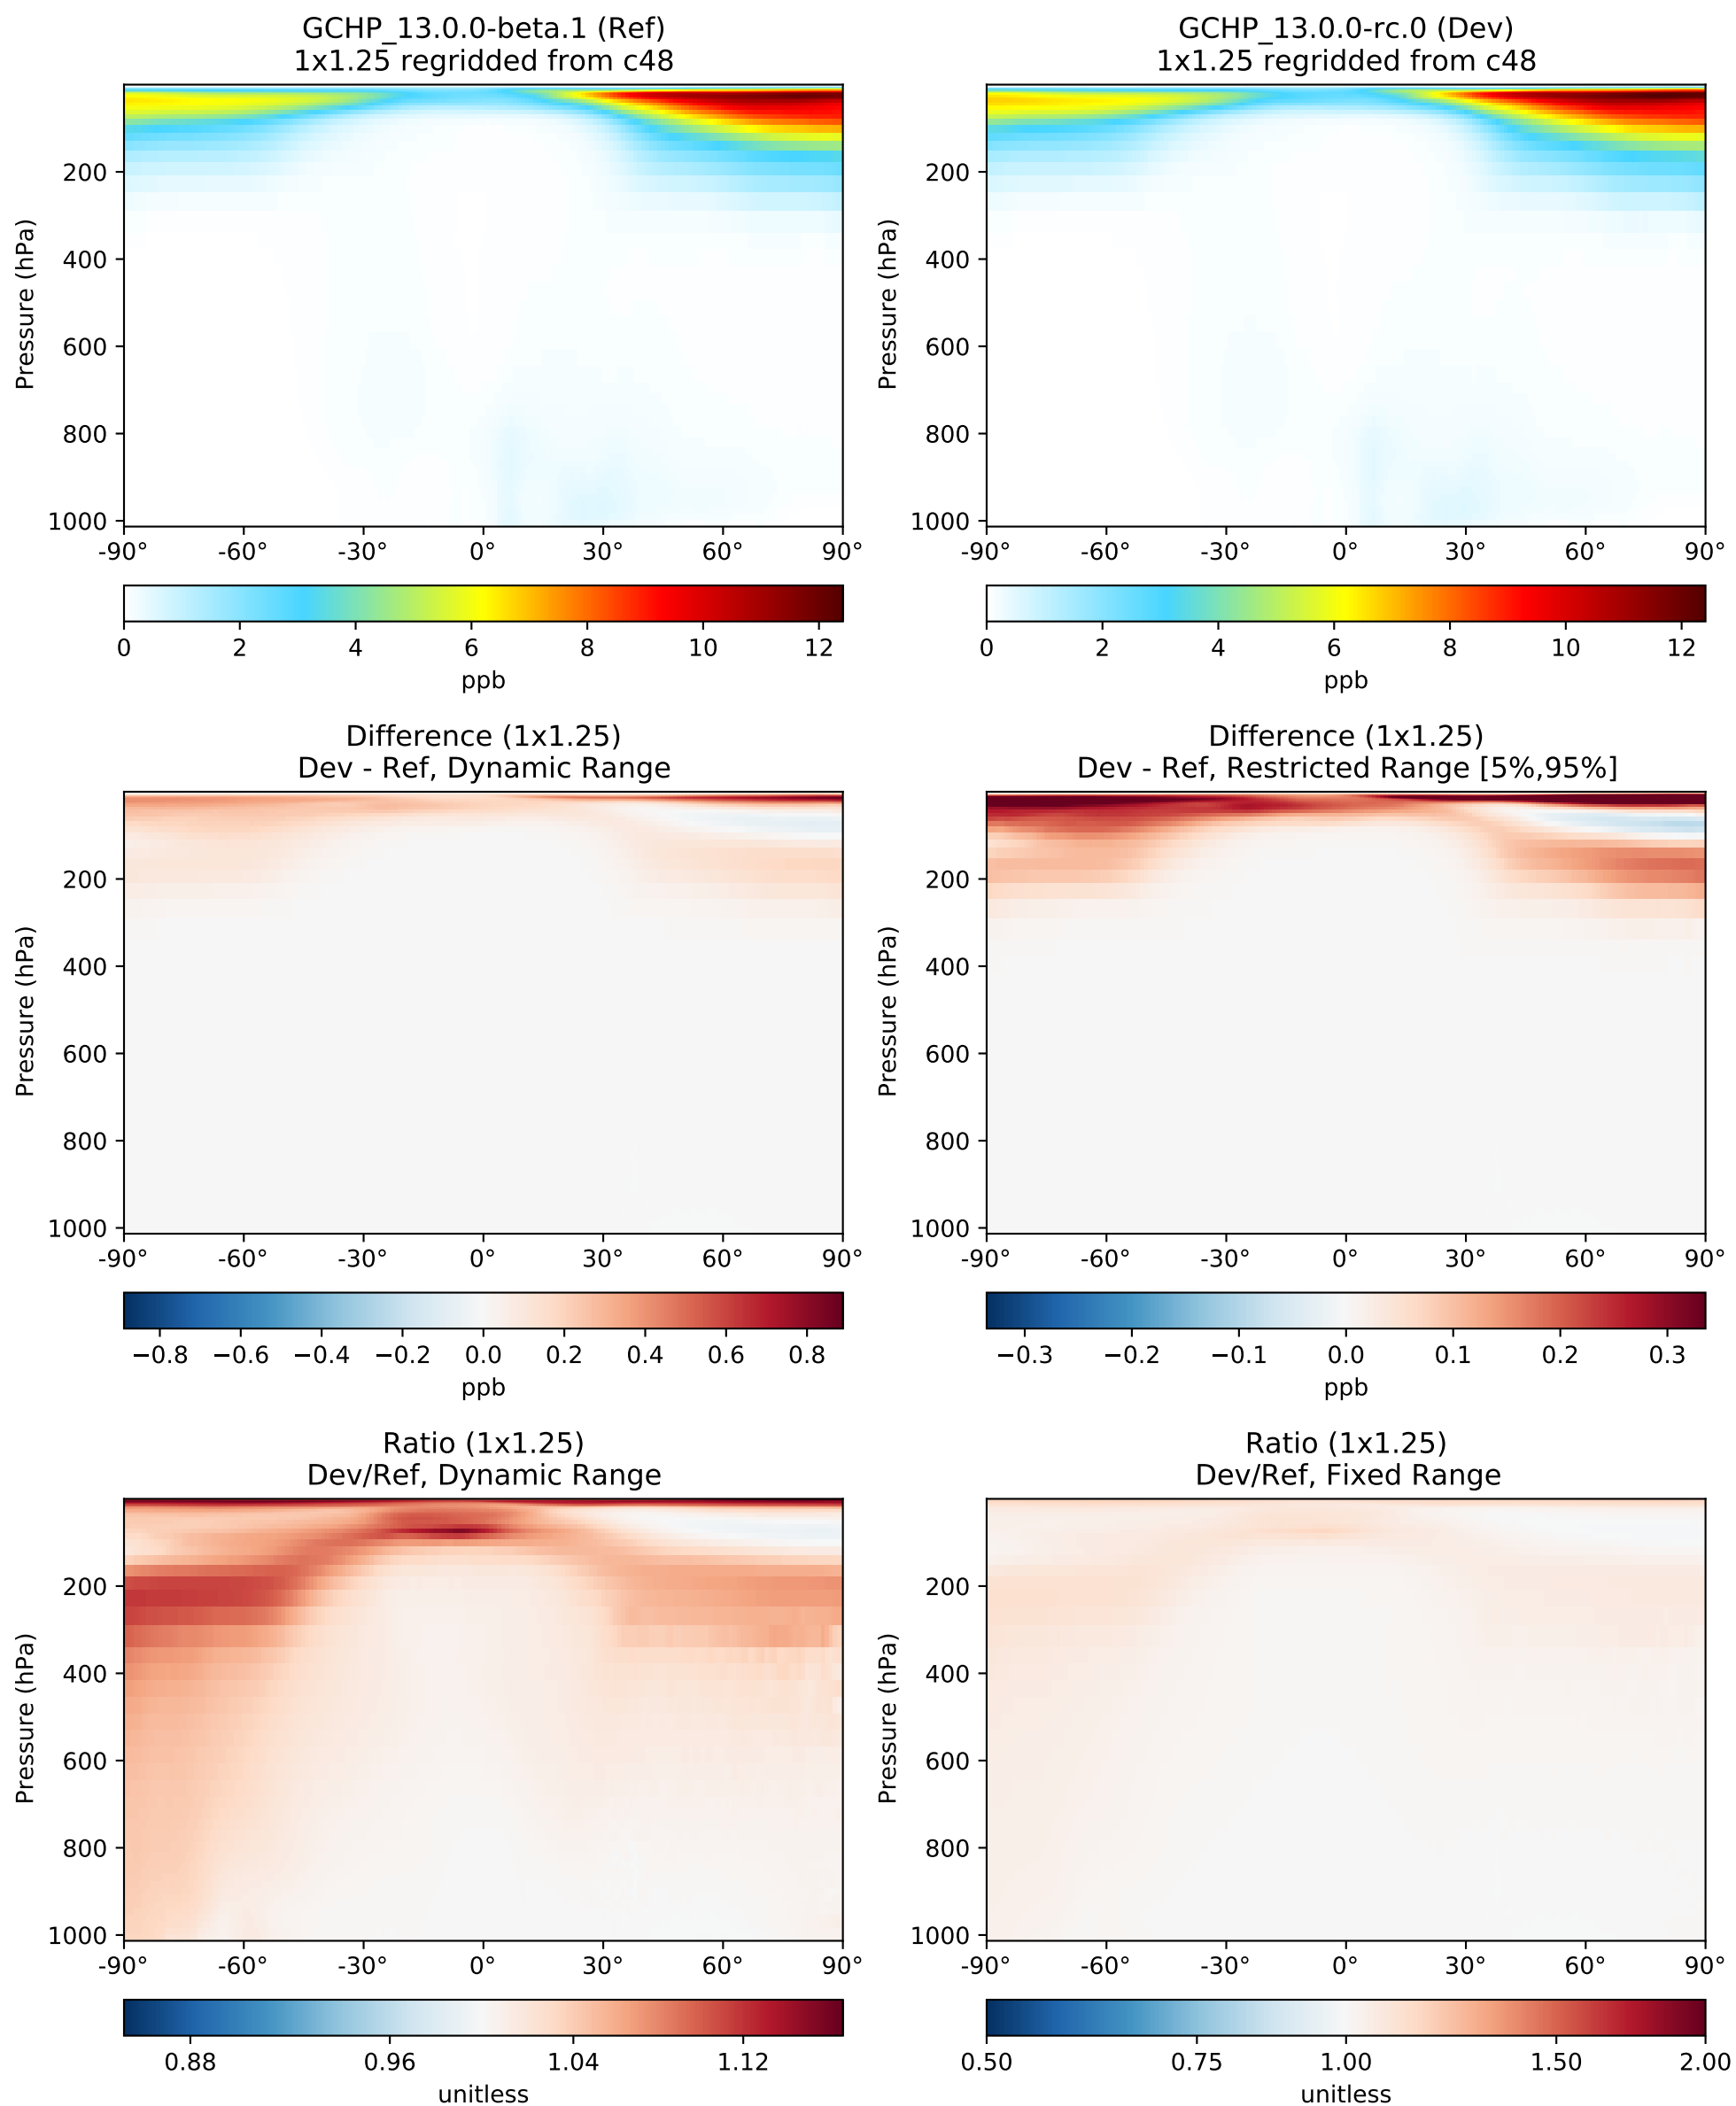 GCHP_13.0.0-beta.1 (Ref)
1x1.25 regridded from c48
Pressure (hPa)
200
400
600
800
1000
-90° -60° -30° 0° 30° 60° 90°
0 2 4 6 8 10 12
ppb
GCHP_13.0.0-rc.0 (Dev)
1x1.25 regridded from c48
Pressure (hPa)
200
400
600
800
1000
-90° -60° -30° 0° 30° 60° 90°
0 2 4 6 8 10 12
ppb
Difference (1x1.25)
Dev - Ref, Dynamic Range
Pressure (hPa)
200
400
600
800
1000
-90° -60° -30° 0° 30° 60° 90°
−0.8 −0.6 −0.4 −0.2 0.0 0.2 0.4 0.6 0.8
ppb
Difference (1x1.25)
Dev - Ref, Restricted Range [5%,95%]
Pressure (hPa)
200
400
600
800
1000
-90° -60° -30° 0° 30° 60° 90°
−0.3 −0.2 −0.1 0.0 0.1 0.2 0.3
ppb
Ratio (1x1.25)
Dev/Ref, Dynamic Range
Pressure (hPa)
200
400
600
800
1000
-90° -60° -30° 0° 30° 60° 90°
0.88 0.96 1.04 1.12
unitless
Ratio (1x1.25)
Dev/Ref, Fixed Range
Pressure (hPa)
200
400
600
800
1000
-90° -60° -30° 0° 30° 60° 90°
0.50 0.75 1.00 1.50 2.00
unitless